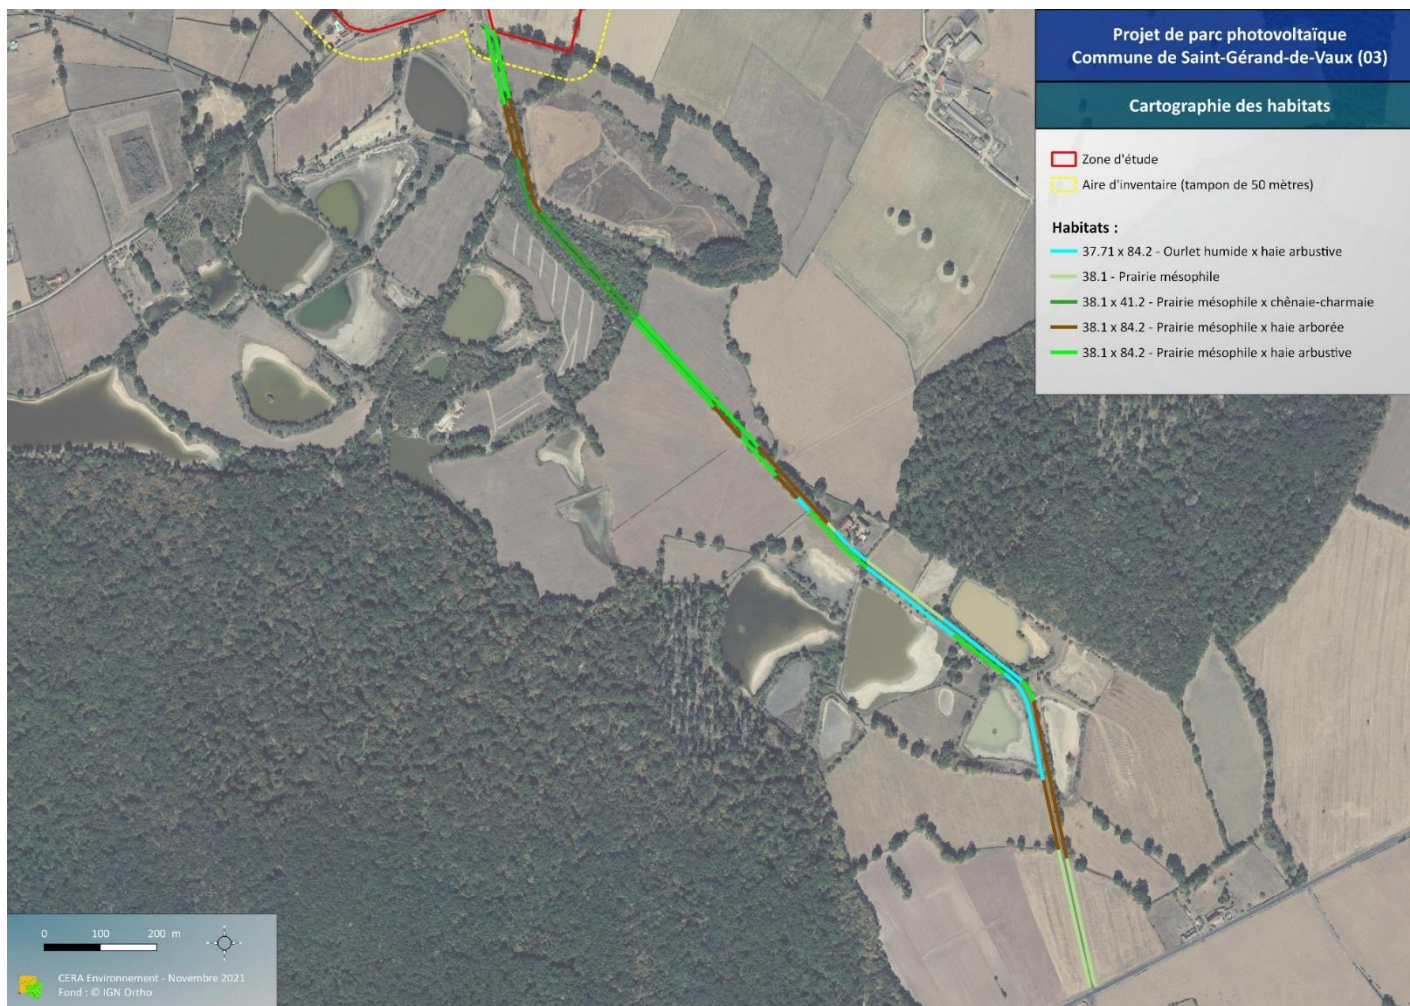 Projet de parc photovoltaïque
Commune de Saint-Gérand-de-Vaux (03)
Cartographie des habitats
Zone d'étude
Aire d'inventaire (tampon de 50 mètres)
Habitats :
37.71 x 84.2 - Ourlet humide x haie arbustive
38.1 - Prairie mésophile
38.1 x 41.2 - Prairie mésophile x chênaie-charmaie
38.1 x 84.2 - Prairie mésophile x haie arborée
38.1 x 84.2 - Prairie mésophile x haie arbustive
0 100 200 m
CERA Environnement - Novembre 2021
Fond : © IGN Ortho